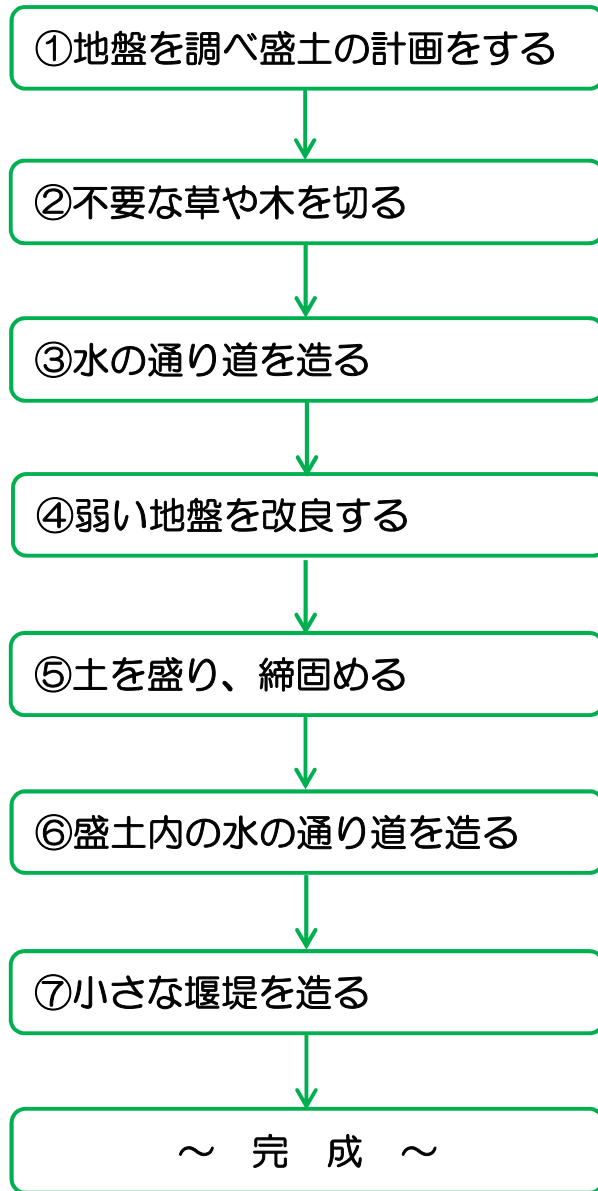 ①地盤を調べ盛土の計画をする
②不要な草や木を切る
③水の通り道を造る
④弱い地盤を改良する
⑤土を盛り、締固める
⑥盛土内の水の通り道を造る
⑦小さな堰堤を造る
～　完　成　～